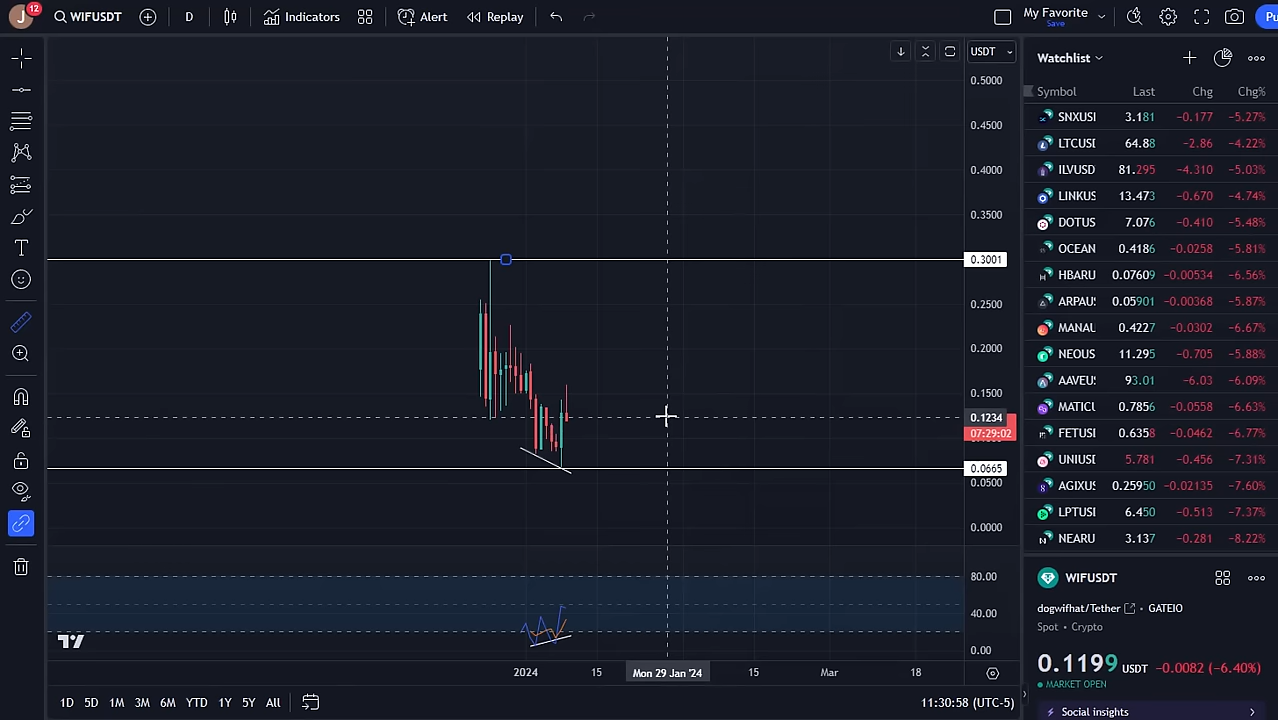 J 12 WIFUSDT D Indicators Alert Replay My Favorite Save Pu
USDT
0.5000
0.4500
0.4000
0.3500
0.3001
0.2500
0.2000
0.1500
0.1234
07:29:02
0.0665
0.0500
0.0000
80.00
40.00
0.00
2024 15 Mon 29 Jan '24 15 Mar 18
1D 5D 1M 3M 6M YTD 1Y 5Y All 11:30:58 (UTC-5)
Watchlist
Symbol Last Chg Chg%
SNXUSI 3.181 −0.177 −5.27%
LTCUSI 64.88 −2.86 −4.22%
ILVUSD 81.295 −4.310 −5.03%
LINKUS 13.473 −0.670 −4.74%
DOTUS 7.076 −0.410 −5.48%
OCEAN 0.4186 −0.0258 −5.81%
HBARU 0.07609 −0.00534 −6.56%
ARPAUS 0.05901 −0.00368 −5.87%
MANAU 0.4227 −0.0302 −6.67%
NEOUS 11.295 −0.705 −5.88%
AAVEUS 93.01 −6.03 −6.09%
MATICU 0.7856 −0.0558 −6.63%
FETUSI 0.6358 −0.0462 −6.77%
UNIUSD 5.781 −0.456 −7.31%
AGIXUS 0.25950 −0.02135 −7.60%
LPTUSI 6.450 −0.513 −7.37%
NEARU 3.137 −0.281 −8.22%
WIFUSDT
dogwifhat/Tether • GATEIO
Spot • Crypto
0.1199 USDT −0.0082 (−6.40%)
MARKET OPEN
Social insights